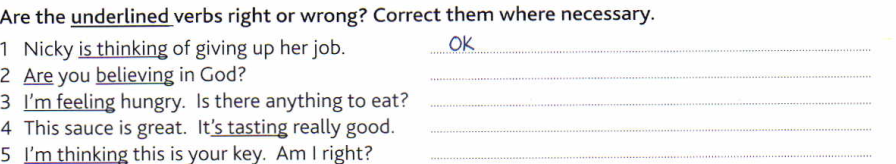 Are the underlined verbs right or wrong? Correct them where necessary.
1 Nicky is thinking of giving up her job. OK
2 Are you believing in God?
3 I'm feeling hungry. Is there anything to eat?
4 This sauce is great. It's tasting really good.
5 I'm thinking this is your key. Am I right?